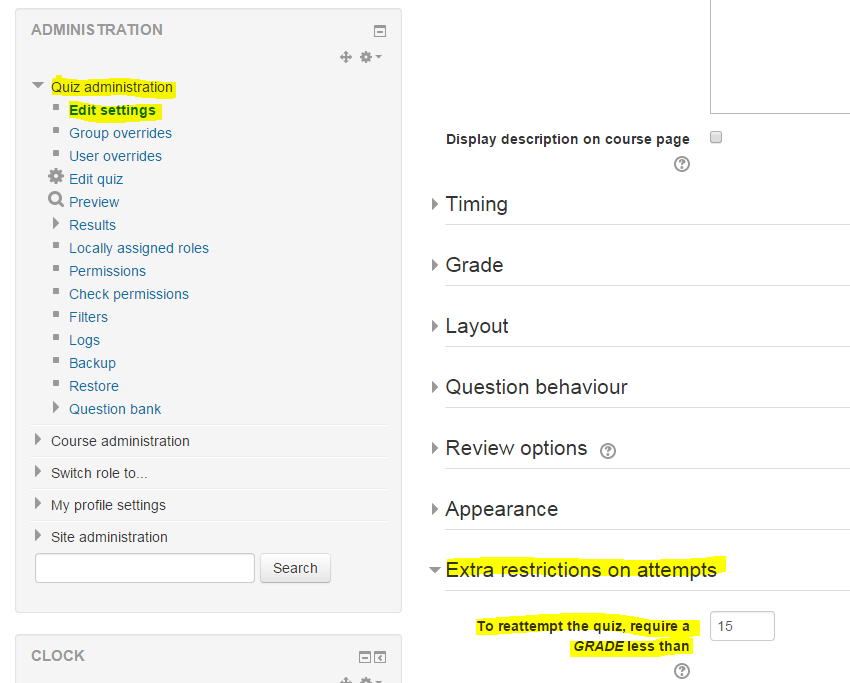 ADMINISTRATION
Quiz administration
Edit settings
Group overrides
User overrides
Edit quiz
Preview
Results
Locally assigned roles
Permissions
Check permissions
Filters
Logs
Backup
Restore
Question bank
Course administration
Switch role to...
My profile settings
Site administration
Search
CLOCK
Display description on course page
Timing
Grade
Layout
Question behaviour
Review options
Appearance
Extra restrictions on attempts
To reattempt the quiz, require a
GRADE less than
15